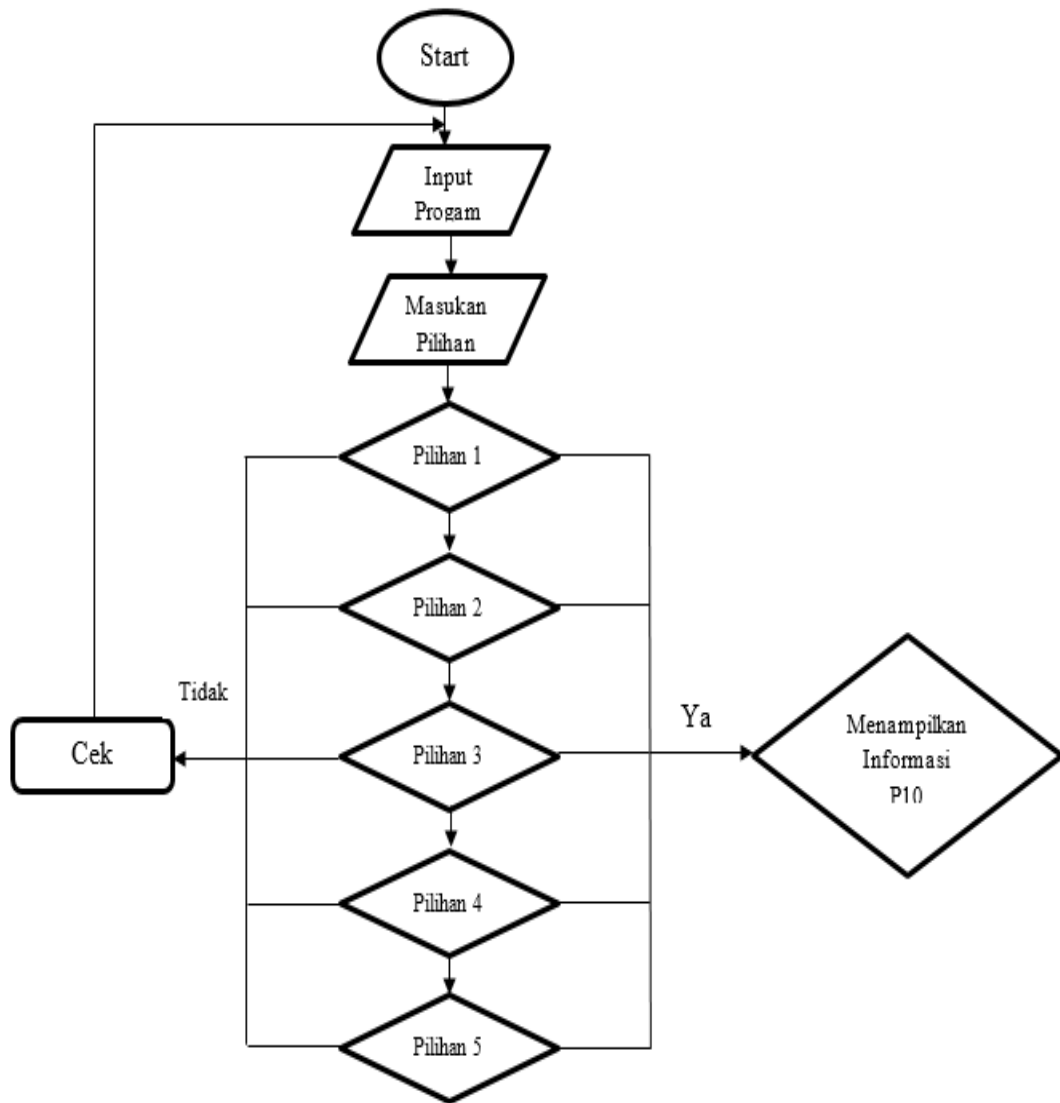 Start
Input
Progam
Masukan
Pilihan
Pilihan 1
Pilihan 2
Tidak
Ya
Cek
Pilihan 3
Menampilkan
Informasi
P10
Pilihan 4
Pilihan 5